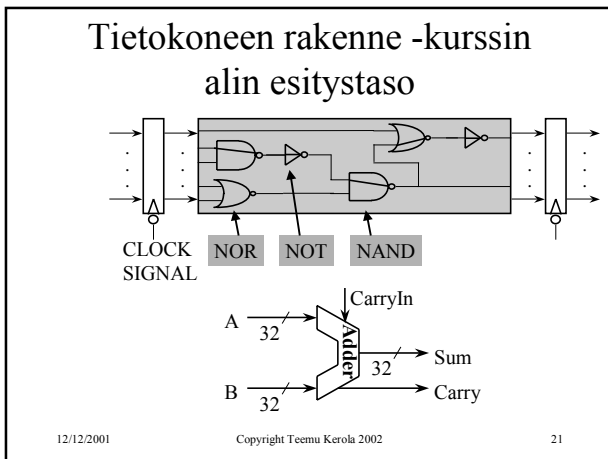 Tietokoneen rakenne -kurssin
alin esitystaso
CLOCK
SIGNAL
NOR
NOT
NAND
CarryIn
A
32
Adder
32
Sum
B
32
Carry
12/12/2001
Copyright Teemu Kerola 2002
21